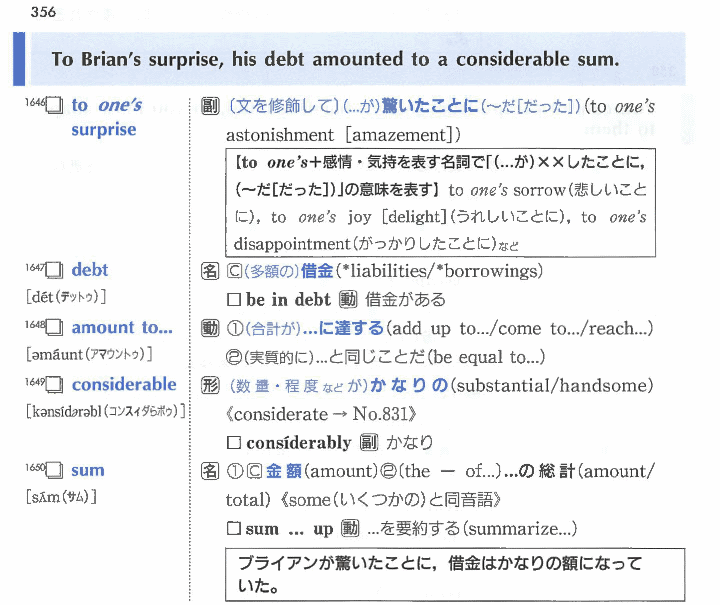 356
To Brian's surprise, his debt amounted to a considerable sum.
1646 □ to one's surprise
副 (文を修飾して)(...が)驚いたことに(〜だ[だった])(to one's
astonishment [amazement])
【to one's+感情・気持を表す名詞で「(...が)××したことに,
(〜だ[だった])」の意味を表す】to one's sorrow(悲しいこと
に), to one's joy [delight](うれしいことに), to one's
disappointment(がっかりしたことに)など
1647 □ debt
[dét(デットゥ)]
名 C(多額の)借金(*liabilities/*borrowings)
□ be in debt 動 借金がある
1648 □ amount to...
[əmáunt(アマウントゥ)]
動 ①(合計が)...に達する(add up to.../come to.../reach...)
②(実質的に)...と同じことだ(be equal to...)
1649 □ considerable
[kənsídərəbl(コンスィダらボゥ)]
形 (数量・程度などが)かなりの(substantial/handsome)
《considerate → No.831》
□ consíderably 副 かなり
1650 □ sum
[sʌ́m(サム)]
名 ①C金額(amount)②(the ― of...)...の総計(amount/
total)《some(いくつかの)と同音語》
□ sum ... up 動 ...を要約する(summarize...)
ブライアンが驚いたことに，借金はかなりの額になって
いた。